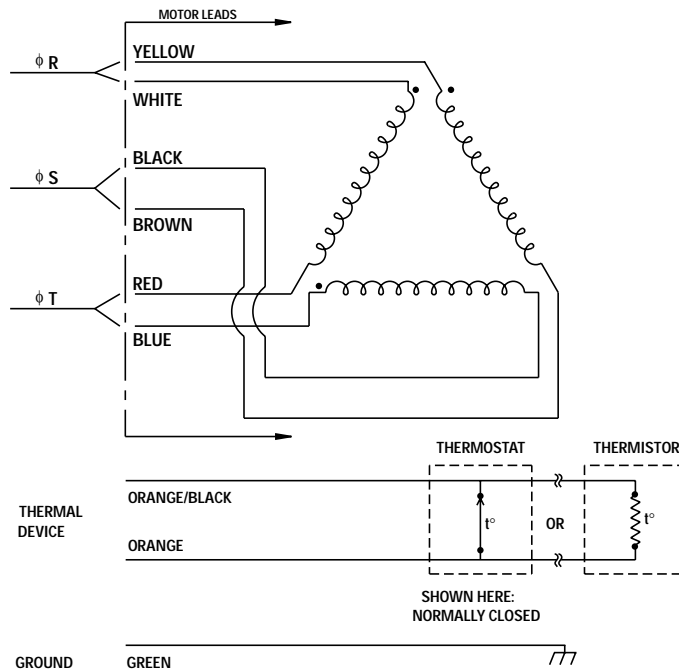 MOTOR LEADS
ϕ R
YELLOW
WHITE
BLACK
ϕ S
BROWN
RED
ϕ T
BLUE
THERMOSTAT
THERMISTOR
ORANGE/BLACK
THERMAL
DEVICE
t°
OR
t°
ORANGE
SHOWN HERE:
NORMALLY CLOSED
GROUND
GREEN